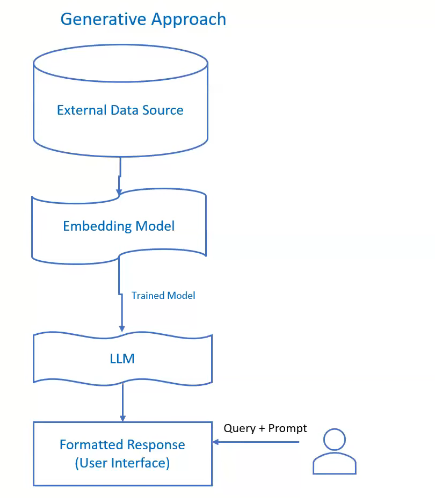 Generative Approach
External Data Source
Embedding Model
Trained Model
LLM
Query + Prompt
Formatted Response
(User Interface)